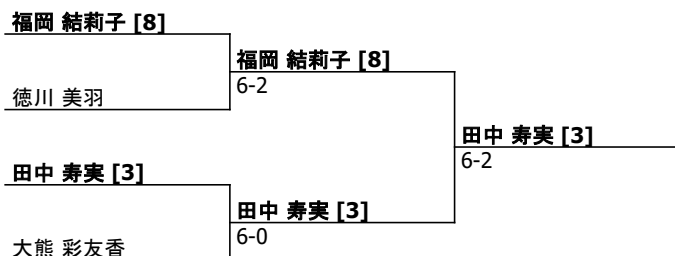 福岡 結莉子 [8]
福岡 結莉子 [8]
6-2
徳川 美羽
田中 寿実 [3]
6-2
田中 寿実 [3]
田中 寿実 [3]
6-0
大熊 彩友香